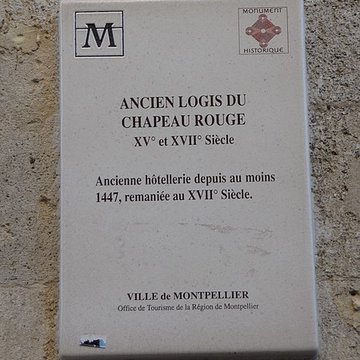 M
MONUMENT
HISTORIQUE
ANCIEN LOGIS DU
CHAPEAU ROUGE
XV° et XVII° Siècle
Ancienne hôtellerie depuis au moins
1447, remaniée au XVII° Siècle.
VILLE de MONTPELLIER
Office de Tourisme de la Région de Montpellier